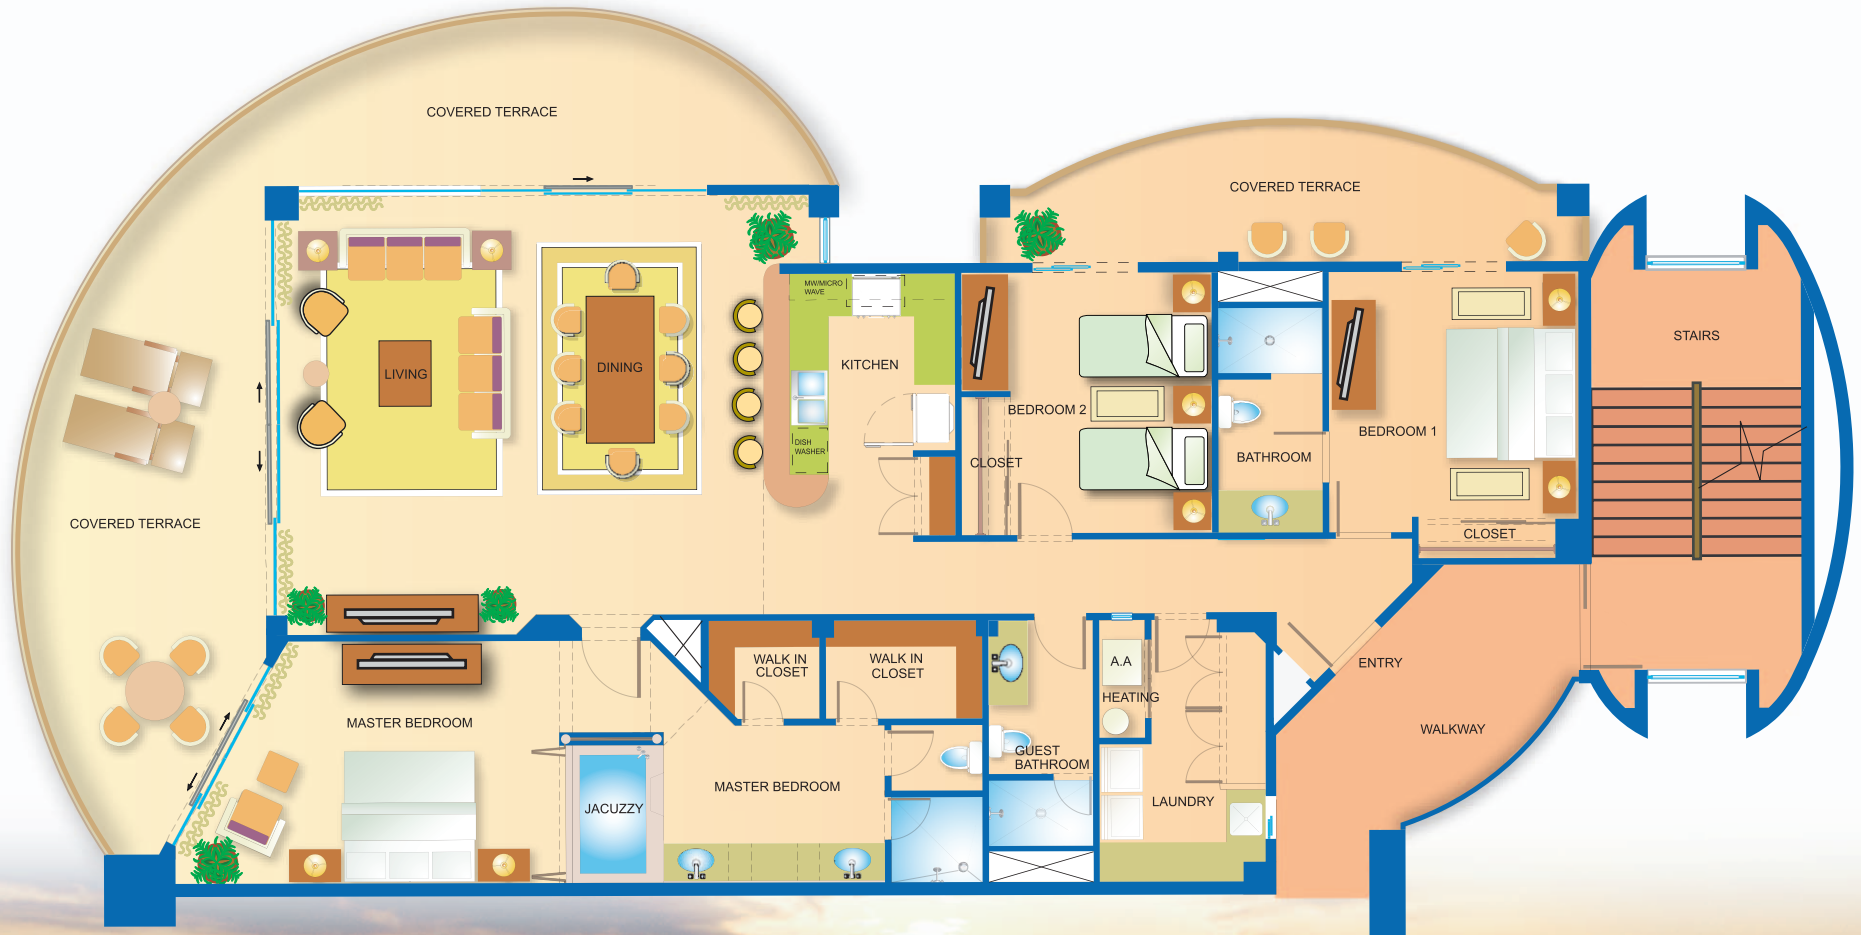 COVERED TERRACE
COVERED TERRACE
MW/MICRO
WAVE
STAIRS
KITCHEN
LIVING
DINING
BEDROOM 2
BEDROOM 1
DISH
WASHER
BATHROOM
CLOSET
COVERED TERRACE
CLOSET
WALK IN
CLOSET
WALK IN
CLOSET
A.A
ENTRY
HEATING
MASTER BEDROOM
WALKWAY
GUEST
BATHROOM
MASTER BEDROOM
LAUNDRY
JACUZZY